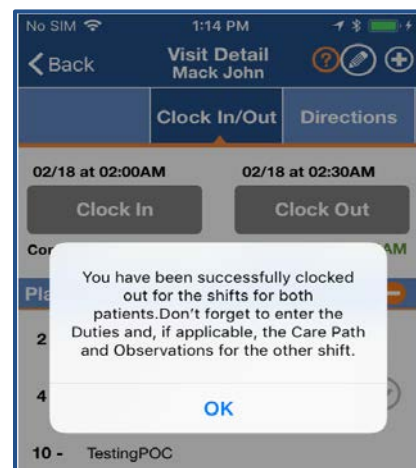 No SIM 1:14 PM
Back Visit Detail
Mack John
Clock In/Out Directions
02/18 at 02:00AM 02/18 at 02:30AM
Clock In Clock Out
AM
You have been successfully clocked
out for the shifts for both
patients.Don't forget to enter the
Duties and, if applicable, the Care Path
and Observations for the other shift.
2
4
OK
10 - TestingPOC